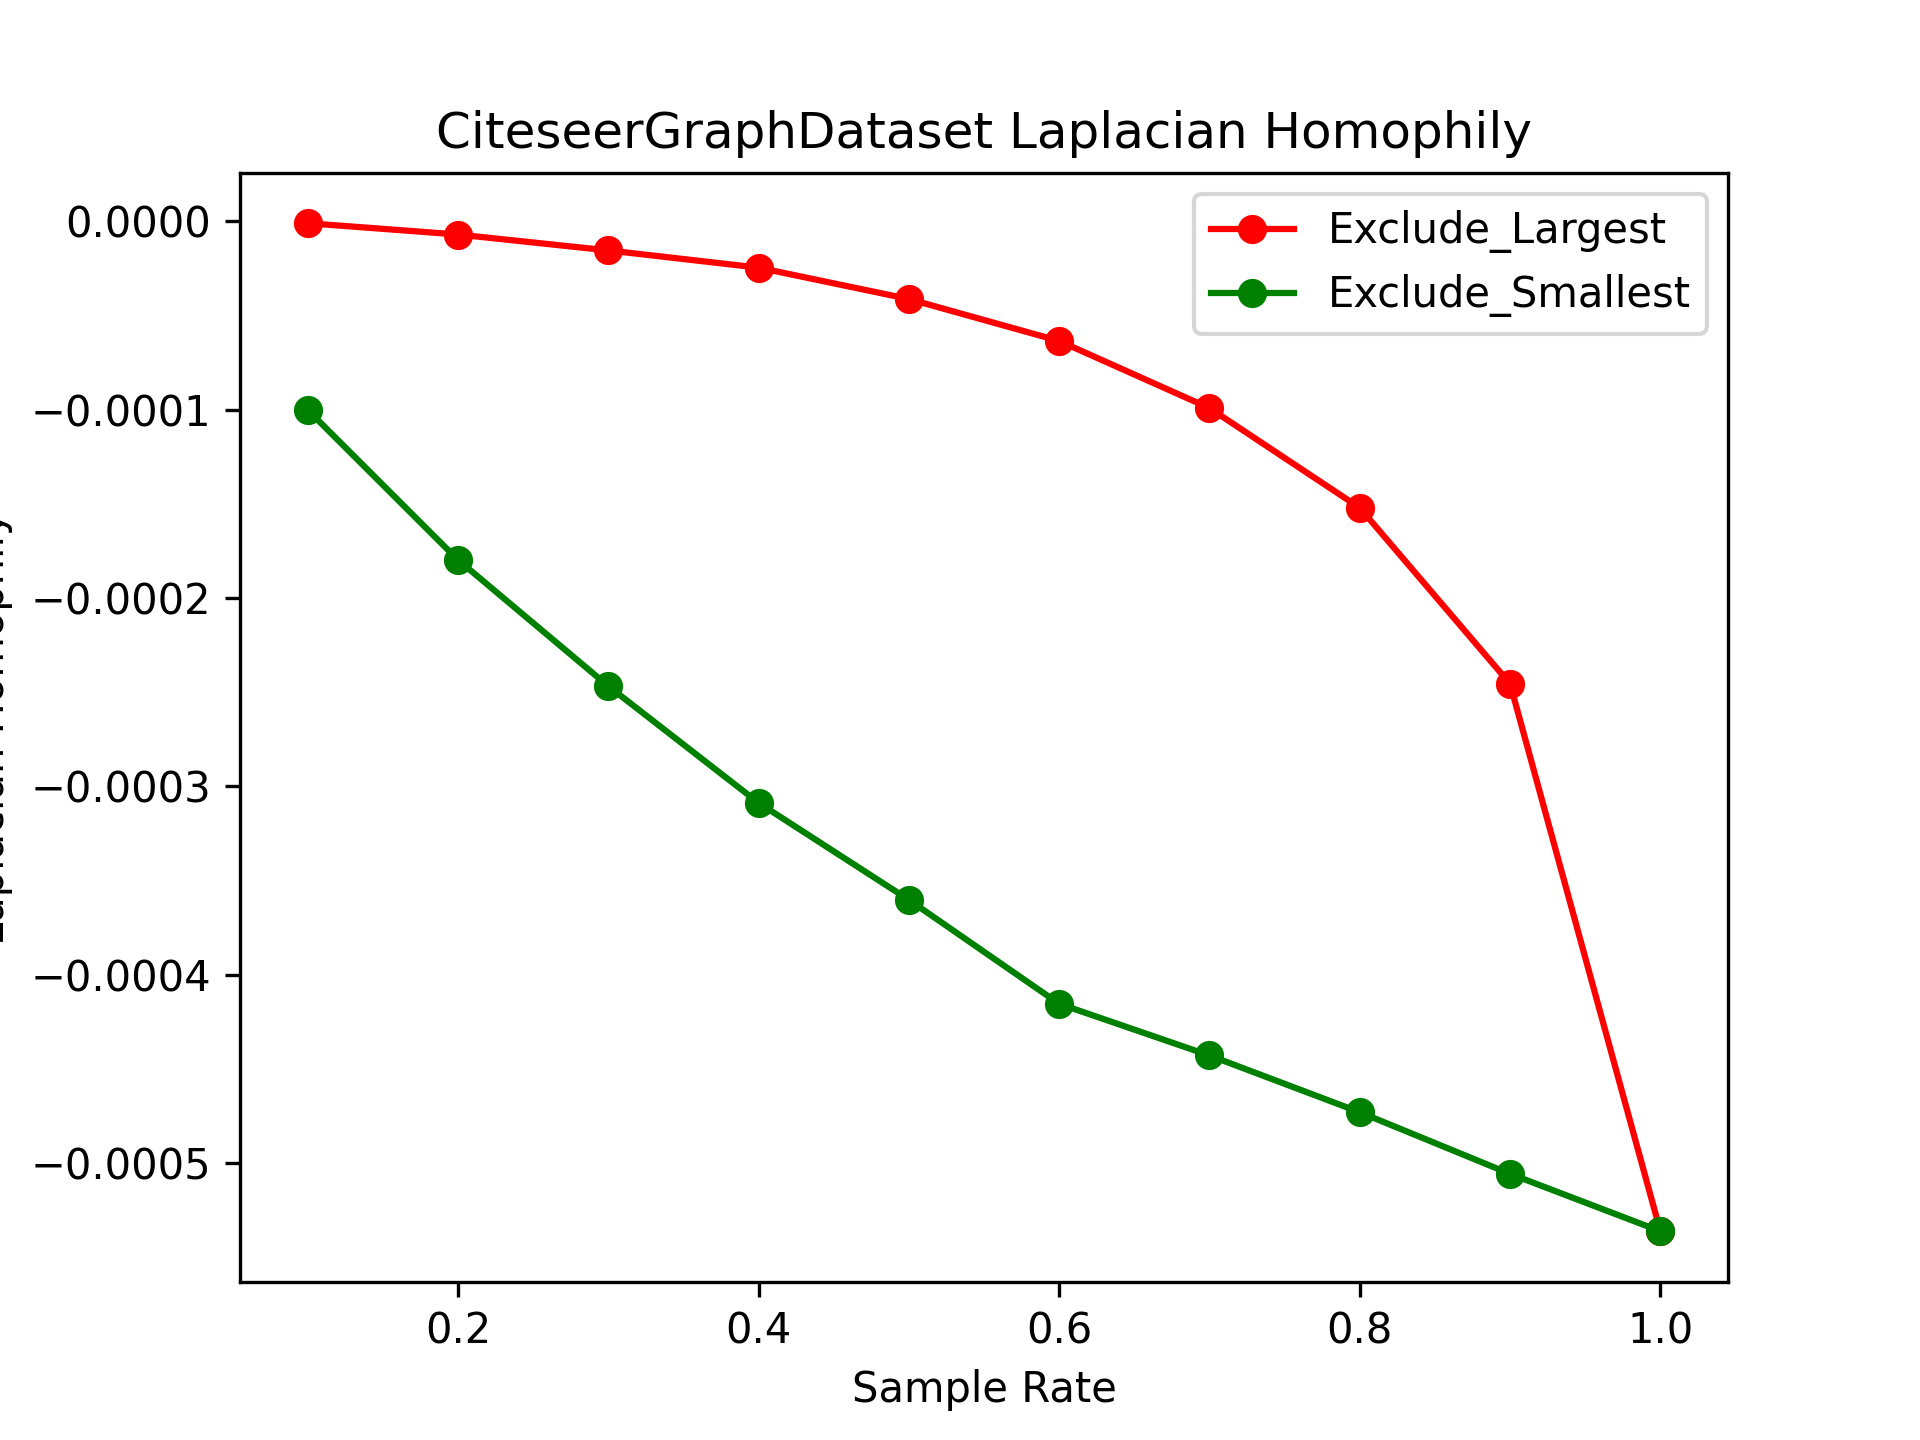 CiteseerGraphDataset Laplacian Homophily
Exclude_Largest
Exclude_Smallest
0.0000
−0.0001
−0.0002
−0.0003
−0.0004
−0.0005
0.2 0.4 0.6 0.8 1.0
Sample Rate